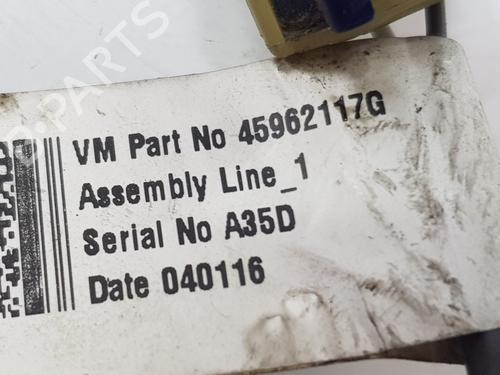 VM Part No 45962117G
Assembly Line_1
Serial No A35D
Date 040116